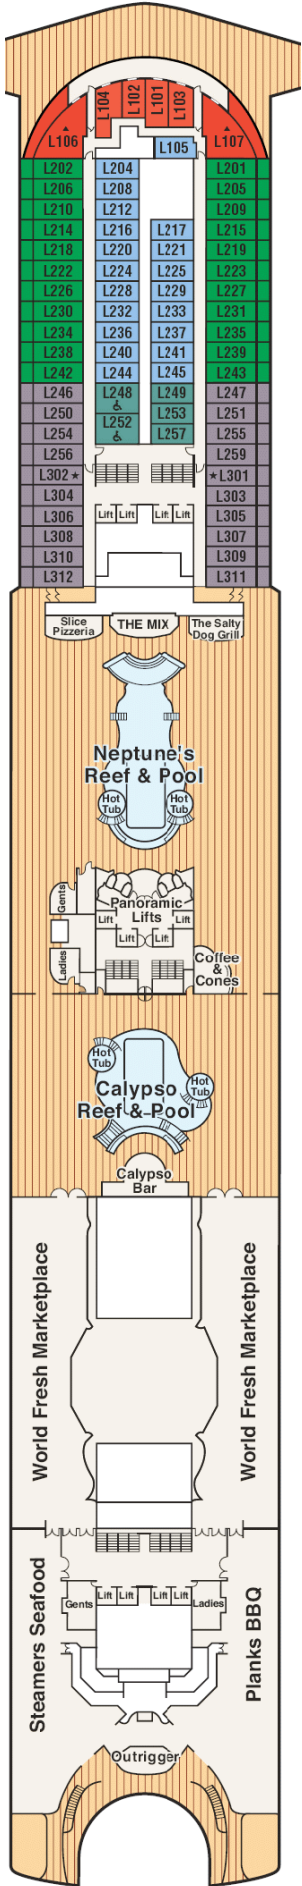 L104 L102 L101 L103
L106 L107
L105
L202 L204 L201
L206 L208 L205
L210 L212 L209
L214 L216 L217 L215
L218 L220 L221 L219
L222 L224 L225 L223
L226 L228 L229 L227
L230 L232 L233 L231
L234 L236 L237 L235
L238 L240 L241 L239
L242 L244 L245 L243
L246 L248 L249 L247
L250 L253 L251
L254 L252 L257 L255
L256 L259
L302 ★ ★ L301
L304 L303
L306 Lift Lift Lift Lift L305
L308 L307
L310 L309
L312 L311
Slice
Pizzeria
THE MIX
The Salty
Dog Grill
Neptune's
Reef & Pool
Hot
Tub
Hot
Tub
Gents
Panoramic
Lifts
Lift Lift
Lift Lift
Ladies
Coffee
&
Cones
Hot
Tub
Calypso
Reef & Pool
Hot
Tub
Calypso
Bar
World Fresh Marketplace
World Fresh Marketplace
Steamers Seafood
Gents Lift Lift Lift Lift Ladies
Planks BBQ
Outrigger